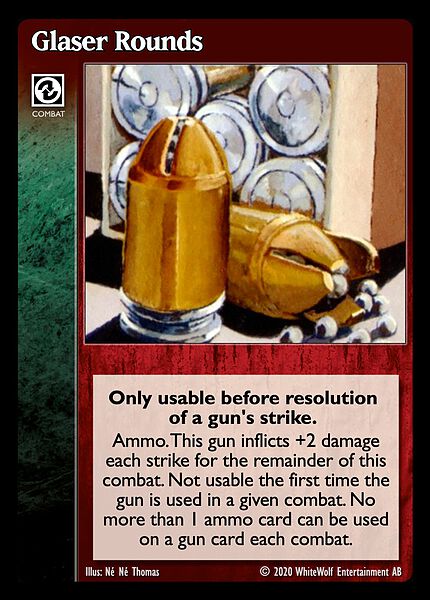 Glaser Rounds
COMBAT
Only usable before resolution
of a gun's strike.
Ammo. This gun inflicts +2 damage
each strike for the remainder of this
combat. Not usable the first time the
gun is used in a given combat. No
more than 1 ammo card can be used
on a gun card each combat.
Illus: Né Né Thomas © 2020 WhiteWolf Entertainment AB